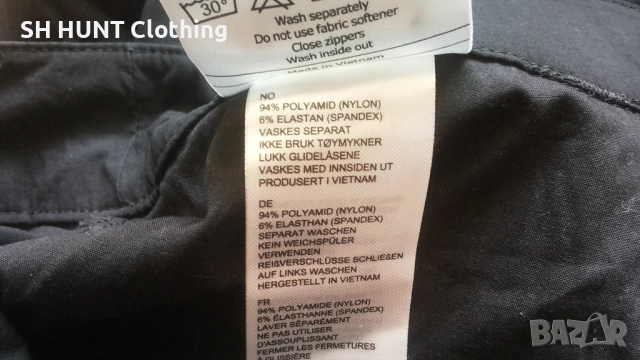 SH HUNT Clothing
30°
Wash separately
Do not use fabric softener
Close zippers
Wash inside out
Made in Vietnam
NO
94% POLYAMID (NYLON)
6% ELASTAN (SPANDEX)
VASKES SEPARAT
IKKE BRUK TØYMYKNER
LUKK GLIDELÅSENE
VASKES MED INNSIDEN UT
PRODUSERT I VIETNAM
DE
94% POLYAMID (NYLON)
6% ELASTHAN (SPANDEX)
SEPARAT WASCHEN
KEIN WEICHSPÜLER
VERWENDEN
REIßVERSCHLÜSSE SCHLIEßEN
AUF LINKS WASCHEN
HERGESTELLT IN VIETNAM
FR
94% POLYAMIDE (NYLON)
6% ELASTHANNE (SPANDEX)
LAVER SÉPARÉMENT
NE PAS UTILISER
D'ASSOUPLISSANT
FERMER LES FERMETURES
À GLISSIÈRE
BAZAR